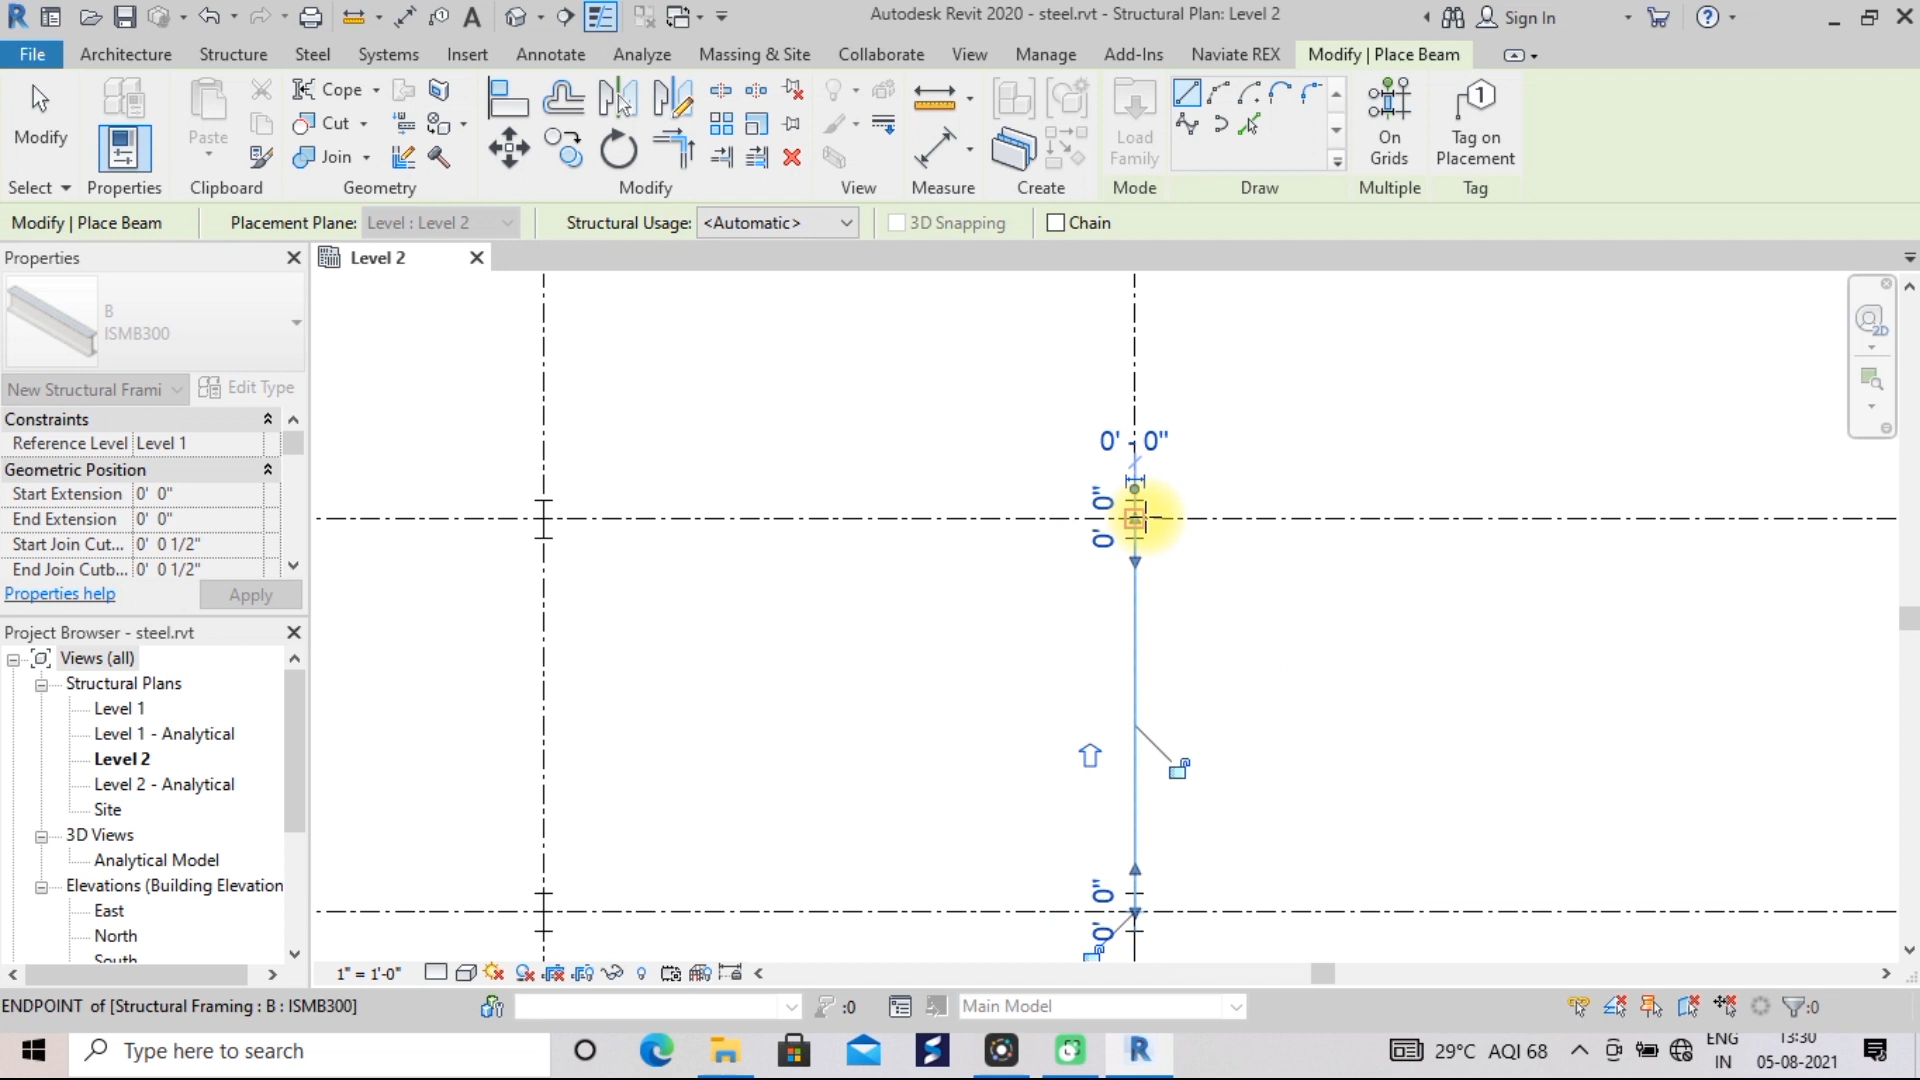 Autodesk Revit 2020 - steel.rvt - Structural Plan: Level 2
Sign In
File Architecture Structure Steel Systems Insert Annotate Analyze Massing & Site Collaborate View Manage Add-Ins Naviate REX Modify | Place Beam
Modify
Paste
Cope
Cut
Join
Load
Family
On
Grids
Tag on
Placement
Select Properties Clipboard Geometry Modify View Measure Create Mode Draw Multiple Tag
Modify | Place Beam Placement Plane: Level : Level 2 Structural Usage: <Automatic> 3D Snapping Chain
Properties
Level 2
B
ISMB300
New Structural Frami Edit Type
Constraints
Reference Level Level 1
Geometric Position
Start Extension 0' 0"
End Extension 0' 0"
Start Join Cut... 0' 0 1/2"
End Join Cutb... 0' 0 1/2"
Properties help Apply
Project Browser - steel.rvt
Views (all)
Structural Plans
Level 1
Level 1 - Analytical
Level 2
Level 2 - Analytical
Site
3D Views
Analytical Model
Elevations (Building Elevation
East
North
South
2D
0' - 0"
0' 0"
0' 0"
1" = 1'-0"
ENDPOINT of [Structural Framing : B : ISMB300] :0 Main Model :0
Type here to search
29°C AQI 68
ENG
IN
13:30
05-08-2021